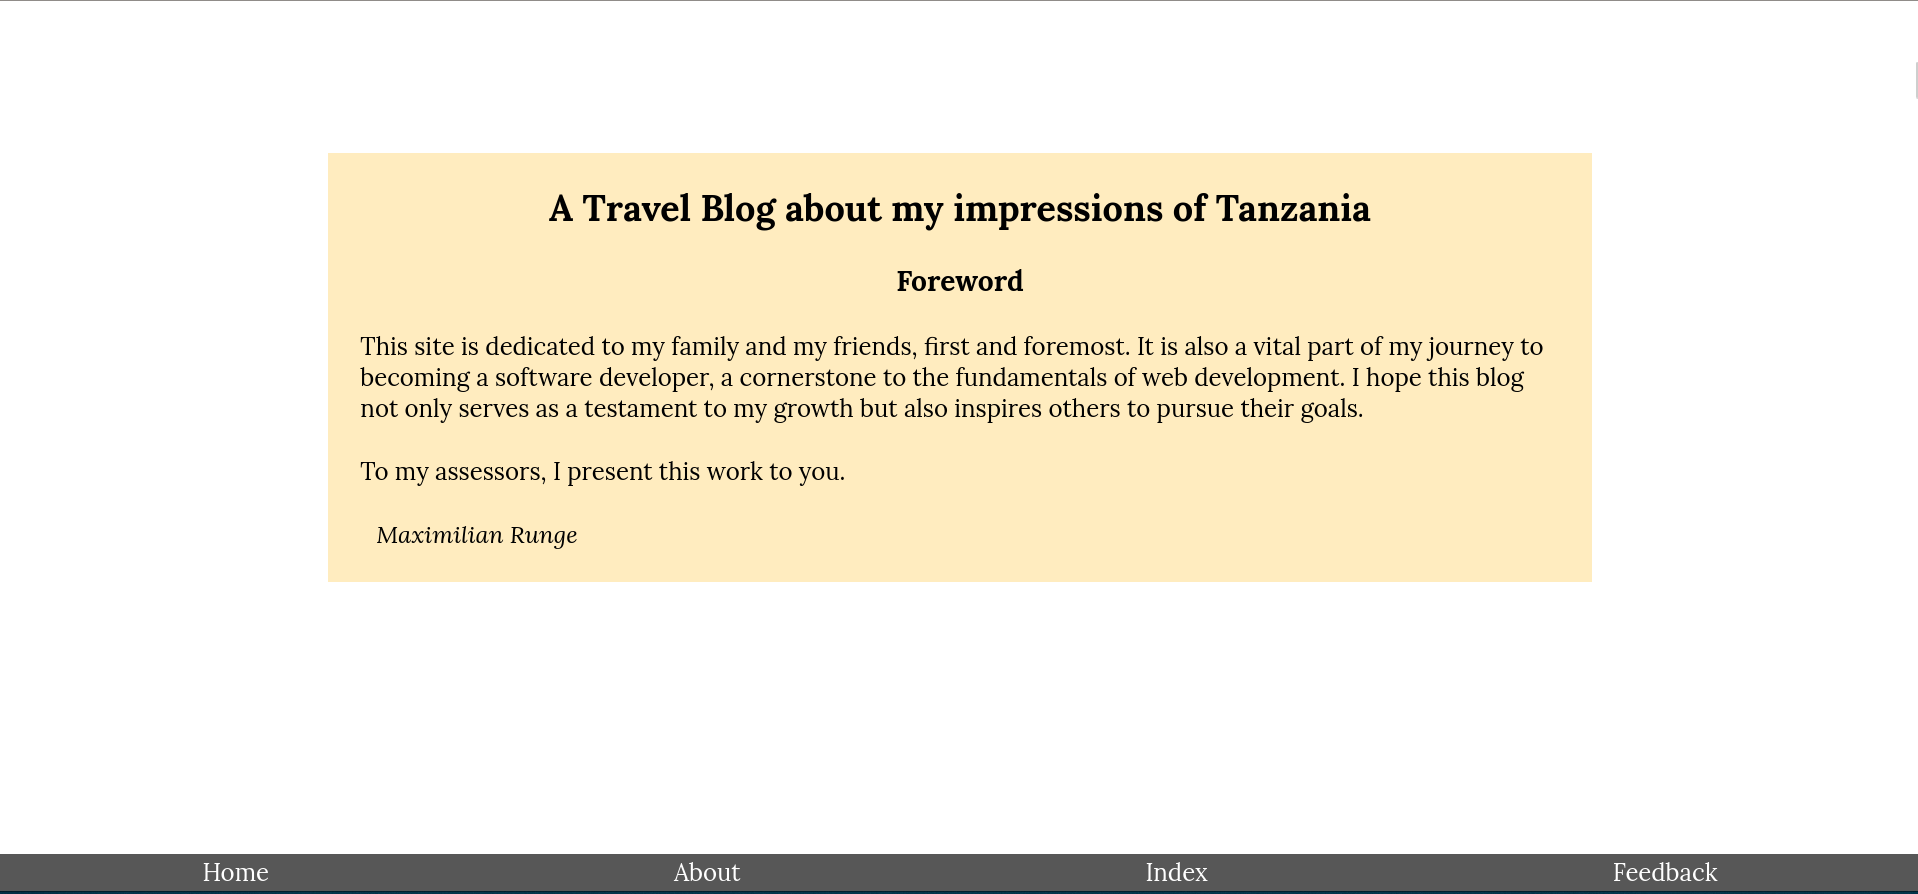 A Travel Blog about my impressions of Tanzania
Foreword
This site is dedicated to my family and my friends, first and foremost. It is also a vital part of my journey to
becoming a software developer, a cornerstone to the fundamentals of web development. I hope this blog
not only serves as a testament to my growth but also inspires others to pursue their goals.
To my assessors, I present this work to you.
Maximilian Runge
Home About Index Feedback